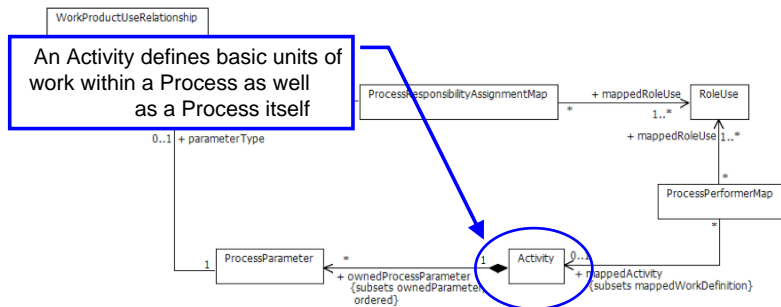 WorkProductUseRelationship
An Activity defines basic units of
work within a Process as well
as a Process itself
ProcessResponsibilityAssignmentMap
+ mappedRoleUse
RoleUse
*
1..*
0..1
+ parameterType
+ mappedRoleUse
1..*
*
ProcessPerformerMap
*
ProcessParameter
1
*
1
Activity
0..1
+ ownedProcessParameter
{subsets ownedParameter,
ordered}
+ mappedActivity
{subsets mappedWorkDefinition}